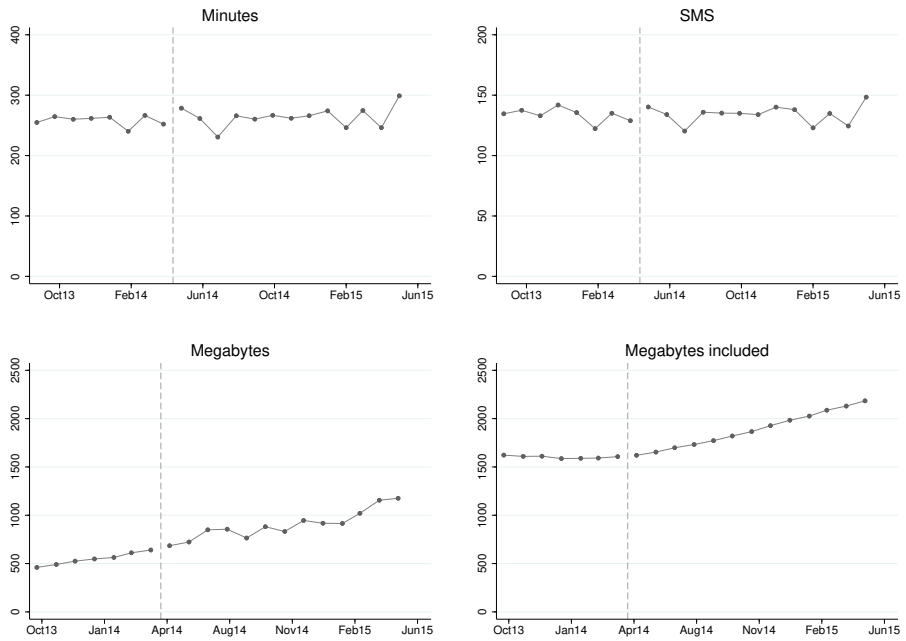 Minutes
400
300
200
100
0
Oct13 Feb14 Jun14 Oct14 Feb15 Jun15
SMS
200
150
100
50
0
Oct13 Feb14 Jun14 Oct14 Feb15 Jun15
Megabytes
2500
2000
1500
1000
500
0
Oct13 Jan14 Apr14 Aug14 Nov14 Feb15 Jun15
Megabytes included
2500
2000
1500
1000
500
0
Oct13 Jan14 Apr14 Aug14 Nov14 Feb15 Jun15